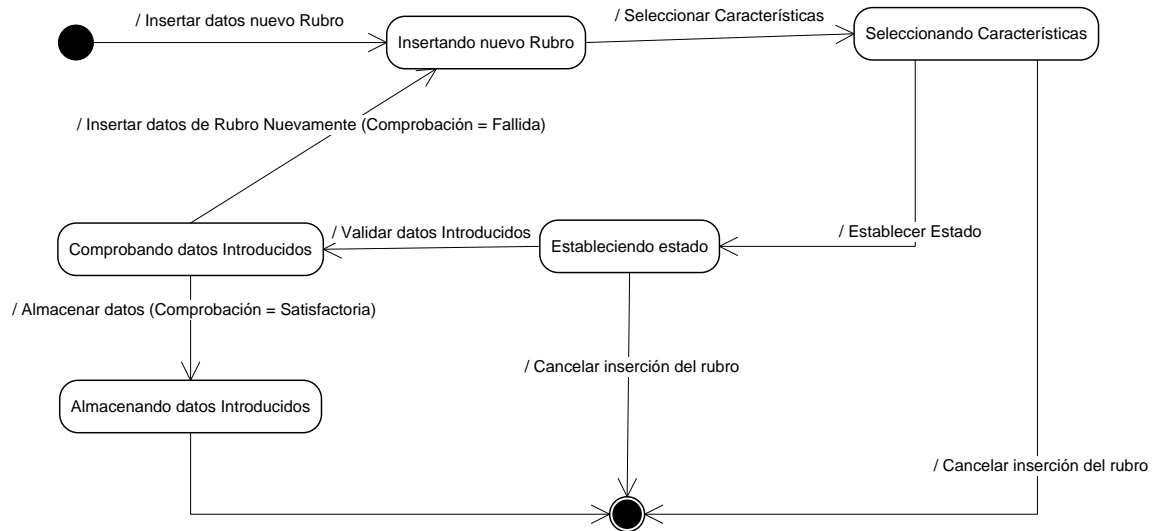 / Insertar datos nuevo Rubro
/ Seleccionar Características
Insertando nuevo Rubro
Seleccionando Características
/ Insertar datos de Rubro Nuevamente (Comprobación = Fallida)
Comprobando datos Introducidos
/ Validar datos Introducidos
Estableciendo estado
/ Establecer Estado
/ Almacenar datos (Comprobación = Satisfactoria)
/ Cancelar inserción del rubro
Almacenando datos Introducidos
/ Cancelar inserción del rubro